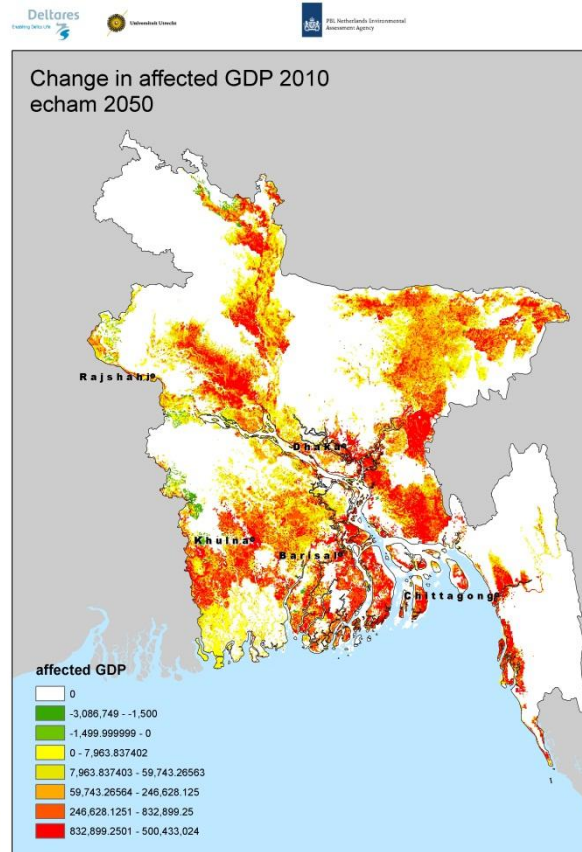 Deltares
Enabling Delta Life
Universiteit Utrecht
PBL Netherlands Environmental
Assessment Agency
Change in affected GDP 2010
echam 2050
Rajshahi
Dhaka
Khulna
Barisal
Chittagong
affected GDP
0
-3,086,749 - -1,500
-1,499.999999 - 0
0 - 7,963.837402
7,963.837403 - 59,743.26563
59,743.26564 - 246,628.125
246,628.1251 - 832,899.25
832,899.2501 - 500,433,024